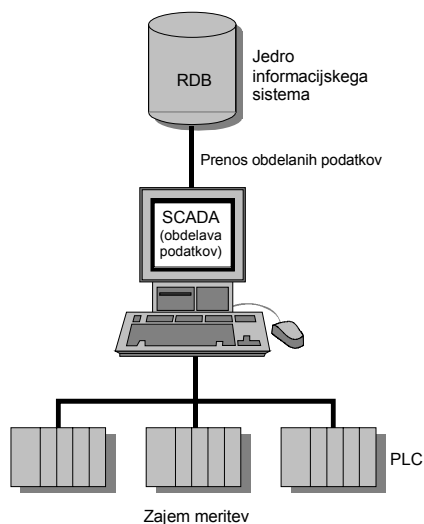 RDB
Jedro
informacijskega
sistema
Prenos obdelanih podatkov
SCADA
(obdelava
podatkov)
PLC
Zajem meritev